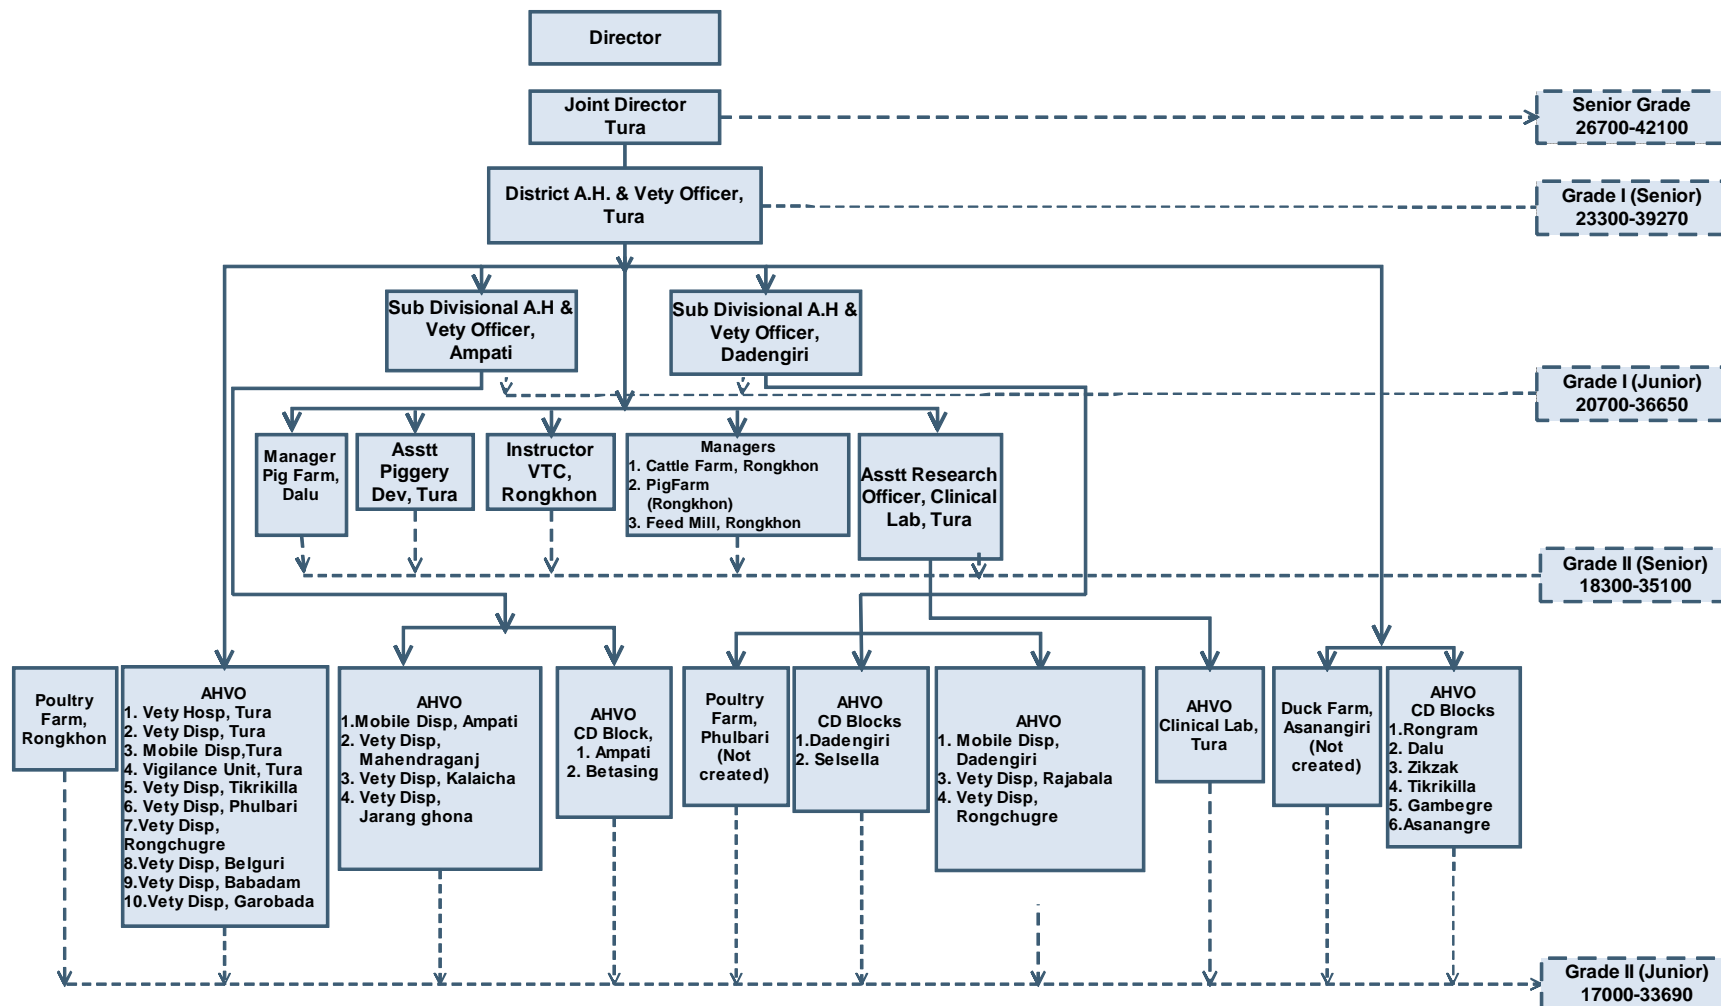 Director
Joint Director
Tura
Senior Grade
26700-42100
District A.H. & Vety Officer,
Tura
Grade I (Senior)
23300-39270
Sub Divisional A.H &
Vety Officer,
Ampati
Sub Divisional A.H &
Vety Officer,
Dadengiri
Grade I (Junior)
20700-36650
Manager
Pig Farm,
Dalu
Asstt
Piggery
Dev, Tura
Instructor
VTC,
Rongkhon
Managers
1. Cattle Farm, Rongkhon
2. PigFarm
(Rongkhon)
3. Feed Mill, Rongkhon
Asstt Research
Officer, Clinical
Lab, Tura
Grade II (Senior)
18300-35100
Poultry
Farm,
Rongkhon
AHVO
1. Vety Hosp, Tura
2. Vety Disp, Tura
3. Mobile Disp,Tura
4. Vigilance Unit, Tura
5. Vety Disp, Tikrikilla
6. Vety Disp, Phulbari
7.Vety Disp,
Rongchugre
8.Vety Disp, Belguri
9.Vety Disp, Babadam
10.Vety Disp, Garobada
AHVO
1.Mobile Disp, Ampati
2. Vety Disp,
Mahendraganj
3. Vety Disp, Kalaicha
4. Vety Disp,
Jarang ghona
AHVO
CD Block,
1. Ampati
2. Betasing
Poultry
Farm,
Phulbari
(Not
created)
AHVO
CD Blocks
1.Dadengiri
2. Selsella
AHVO
1. Mobile Disp,
Dadengiri
3. Vety Disp, Rajabala
4. Vety Disp,
Rongchugre
AHVO
Clinical Lab,
Tura
Duck Farm,
Asanangiri
(Not
created)
AHVO
CD Blocks
1.Rongram
2. Dalu
3. Zikzak
4. Tikrikilla
5. Gambegre
6.Asanangre
Grade II (Junior)
17000-33690